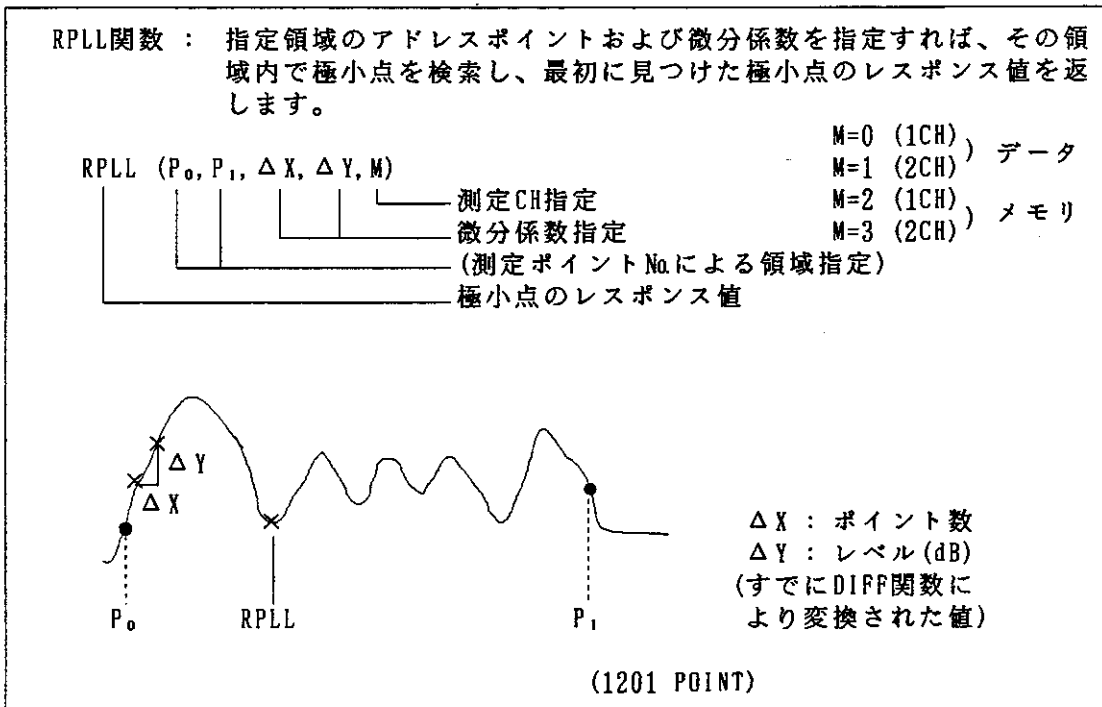 RPLL関数 : 指定領域のアドレスポイントおよび微分係数を指定すれば、その領
域内で極小点を検索し、最初に見つけた極小点のレスポンス値を返
します。
RPLL (P₀, P₁, ΔX, ΔY, M)
測定CH指定
微分係数指定
(測定ポイント№による領域指定)
極小点のレスポンス値
M=0 (1CH)
M=1 (2CH)
) データ
M=2 (1CH)
M=3 (2CH)
) メモリ
ΔY
ΔX
P₀
RPLL
P₁
ΔX : ポイント数
ΔY : レベル(dB)
(すでにDIFF関数に
より変換された値)
(1201 POINT)